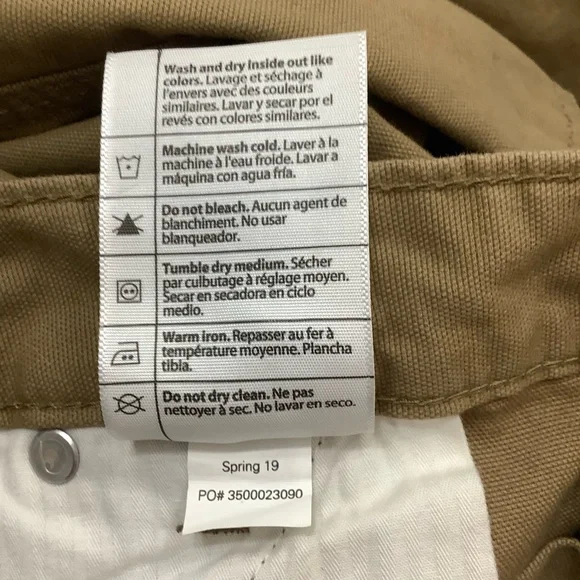 Wash and dry inside out like
colors. Lavage et séchage à
l'envers avec des couleurs
similaires. Lavar y secar por el
revés con colores similares.
Machine wash cold. Laver à la
machine à l'eau froide. Lavar a
máquina con agua fría.
Do not bleach. Aucun agent de
blanchiment. No usar
blanqueador.
Tumble dry medium. Sécher
par culbutage à réglage moyen.
Secar en secadora en ciclo
medio.
Warm iron. Repasser au fer à
température moyenne. Plancha
tibia.
Do not dry clean. Ne pas
nettoyer à sec. No lavar en seco.
Spring 19
PO# 3500023090